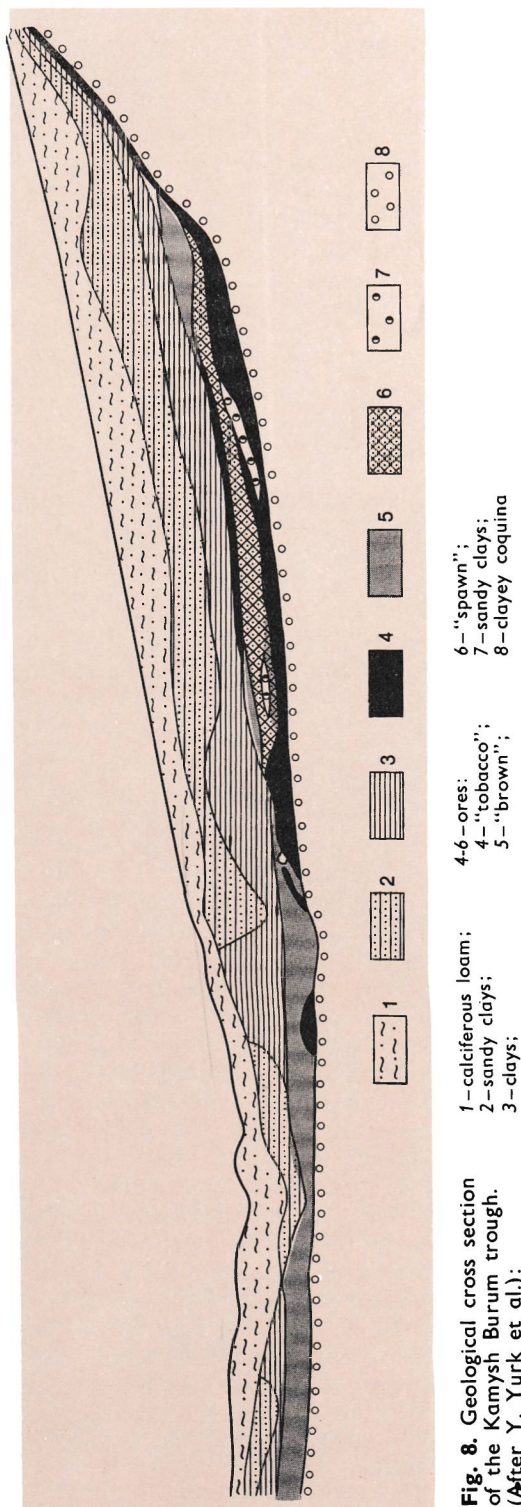 1
2
3
4
5
6
7
8
Fig. 8. Geological cross section
of the Kamysh Burum trough.
(After Y. Yurk et al.):
1–calciferous loam;
2–sandy clays;
3–clays;
4-6–ores:
4–"tobacco";
5–"brown";
6–"spawn";
7–sandy clays;
8–clayey coquina